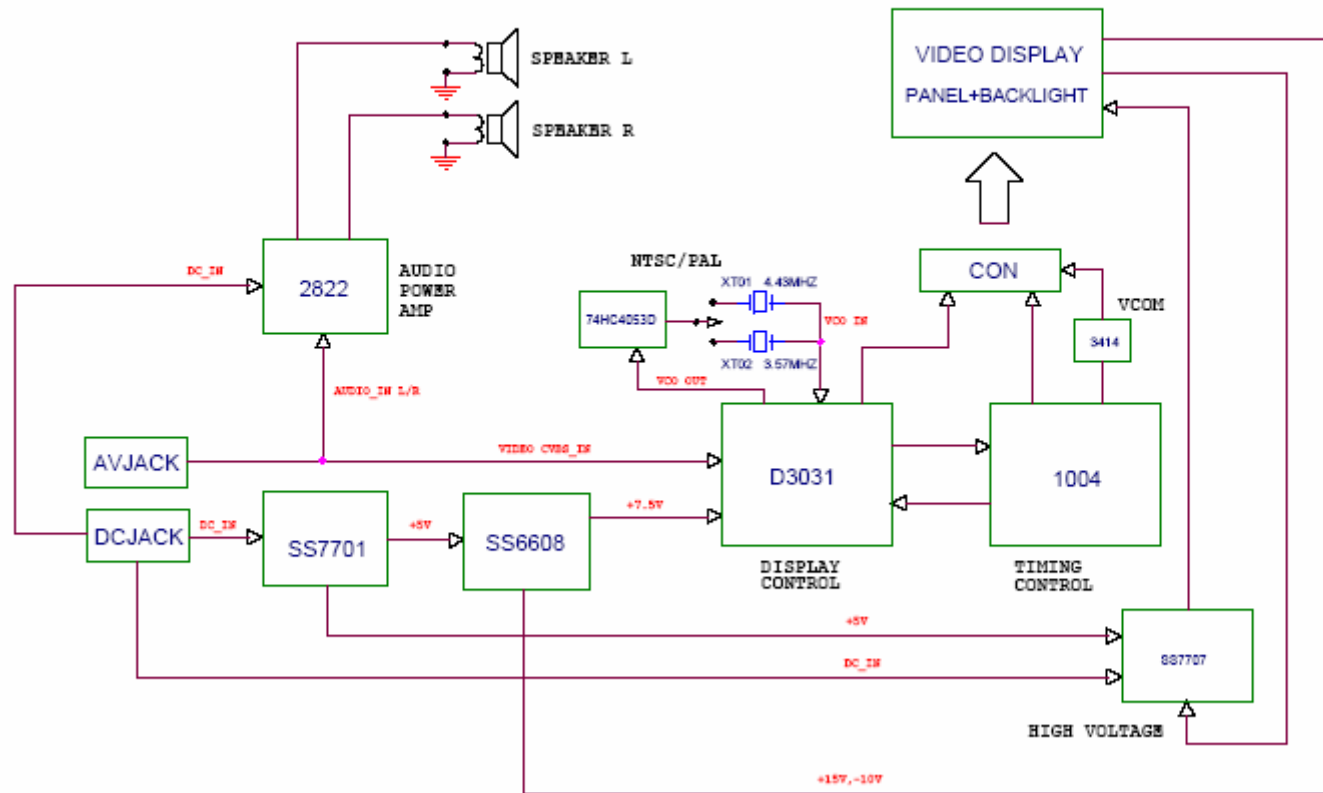 SPEAKER L
SPEAKER R
VIDEO DISPLAY
PANEL+BACKLIGHT
DC_IN
2822
AUDIO
POWER
AMP
NTSC/PAL
74HC4053D
XT01 4.43MHZ
XT02 3.57MHZ
VCO IN
VCO OUT
CON
VCOM
3414
AUDIO_IN L/R
AVJACK
VIDEO CVBS_IN
D3031
1004
DCJACK
DC_IN
SS7701
+5V
SS6608
+7.5V
DISPLAY
CONTROL
TIMING
CONTROL
+5V
DC_IN
SS7707
HIGH VOLTAGE
+15V,-10V